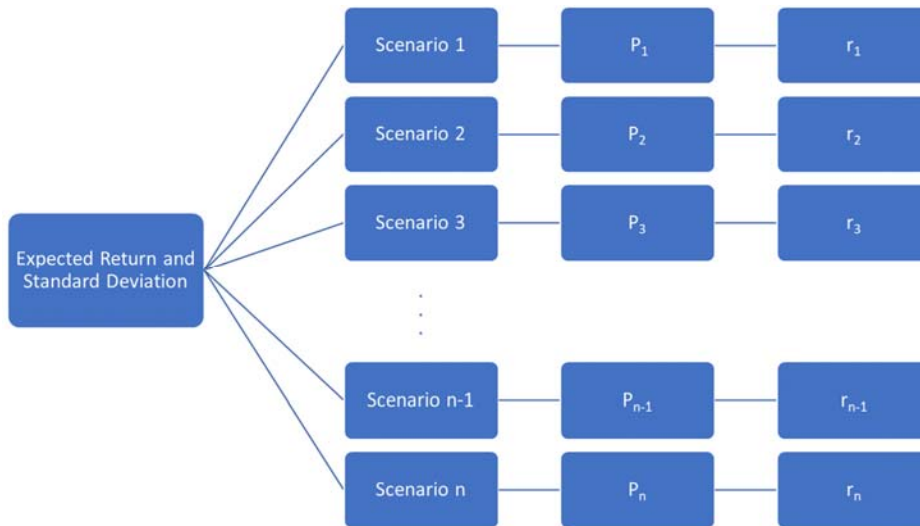 Scenario 1
P₁
r₁
Scenario 2
P₂
r₂
Scenario 3
P₃
r₃
Expected Return and
Standard Deviation
.
.
.
Scenario n-1
Pₙ₋₁
rₙ₋₁
Scenario n
Pₙ
rₙ